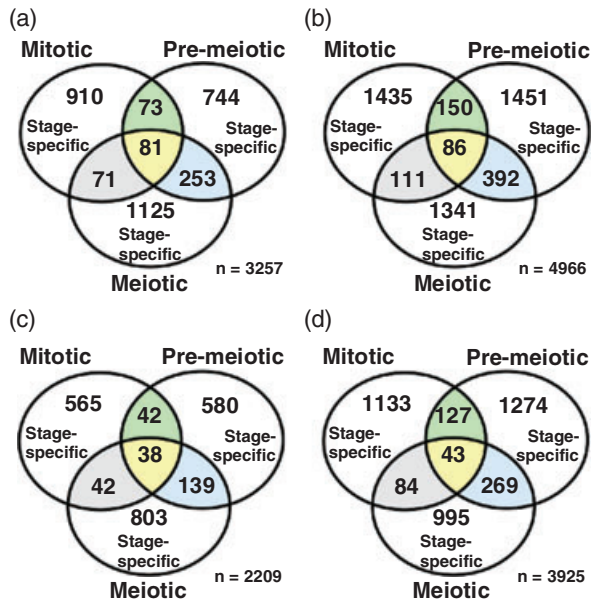 (a)
Mitotic Pre-meiotic
910 73 744
Stage-
specific
81
Stage-
specific
71 253
1125
Stage-
specific
Meiotic
n = 3257
(b)
Mitotic Pre-meiotic
1435 150 1451
Stage-
specific
86
Stage-
specific
111 392
1341
Stage-
specific
Meiotic
n = 4966
(c)
Mitotic Pre-meiotic
565 42 580
Stage-
specific
38
Stage-
specific
42 139
803
Stage-
specific
Meiotic
n = 2209
(d)
Mitotic Pre-meiotic
1133 127 1274
Stage-
specific
43
Stage-
specific
84 269
995
Stage-
specific
Meiotic
n = 3925